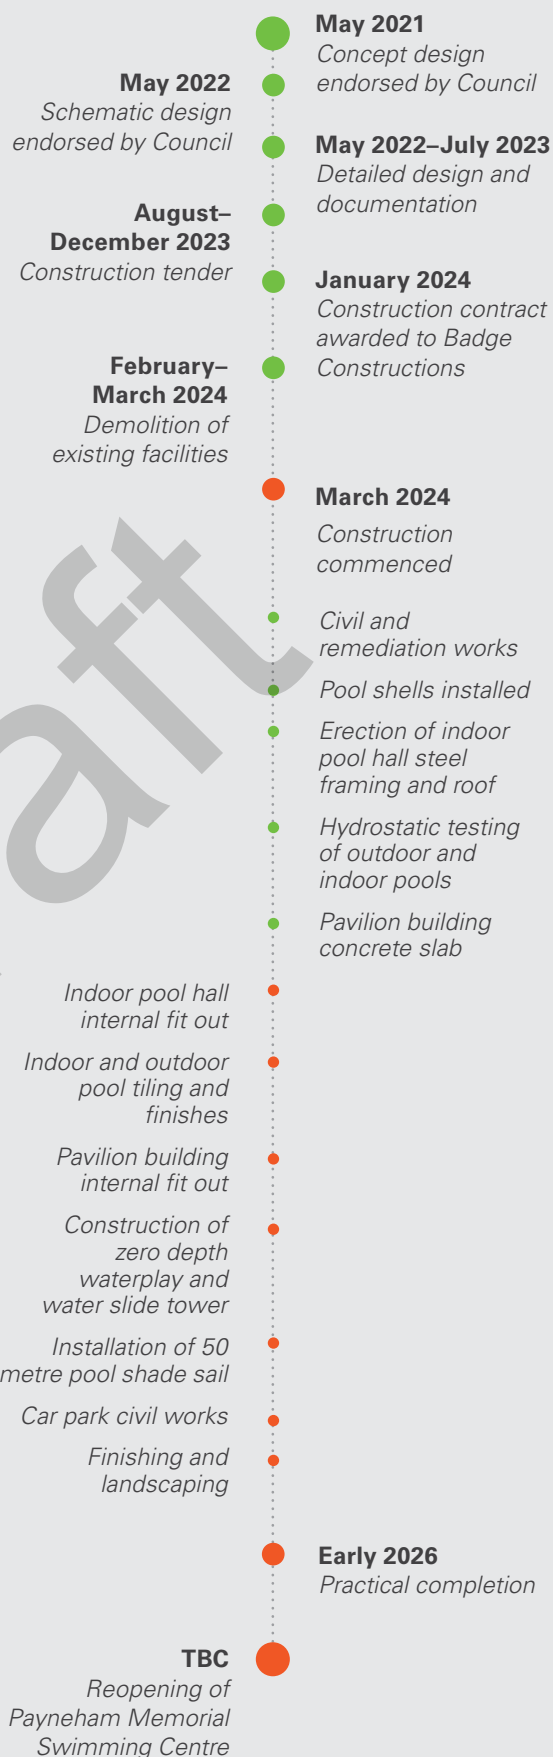 May 2021
Concept design
endorsed by Council
May 2022
Schematic design
endorsed by Council
May 2022–July 2023
Detailed design and
documentation
August–
December 2023
Construction tender
January 2024
Construction contract
awarded to Badge
Constructions
February–
March 2024
Demolition of
existing facilities
March 2024
Construction
commenced
Civil and
remediation works
Pool shells installed
Erection of indoor
pool hall steel
framing and roof
Hydrostatic testing
of outdoor and
indoor pools
Pavilion building
concrete slab
Indoor pool hall
internal fit out
Indoor and outdoor
pool tiling and
finishes
Pavilion building
internal fit out
Construction of
zero depth
waterplay and
water slide tower
Installation of 50
metre pool shade sail
Car park civil works
Finishing and
landscaping
Early 2026
Practical completion
TBC
Reopening of
Payneham Memorial
Swimming Centre
aft